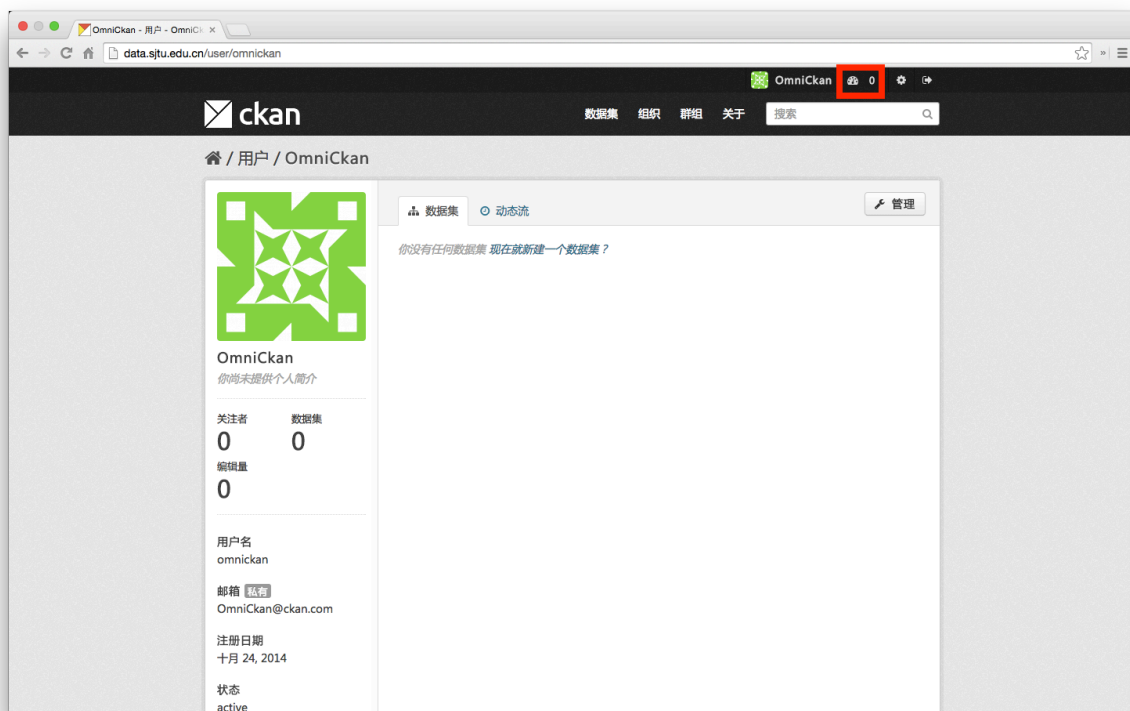 OmniCkan - 用户 - OmniC
data.sjtu.edu.cn/user/omnickan
OmniCkan 0
ckan
数据集 组织 群组 关于 搜索
/ 用户 / OmniCkan
数据集 动态流 管理
你没有任何数据集 现在就新建一个数据集？
OmniCkan
你尚未提供个人简介
关注者 数据集
0 0
编辑量
0
用户名
omnickan
邮箱 私有
OmniCkan@ckan.com
注册日期
十月 24, 2014
状态
active